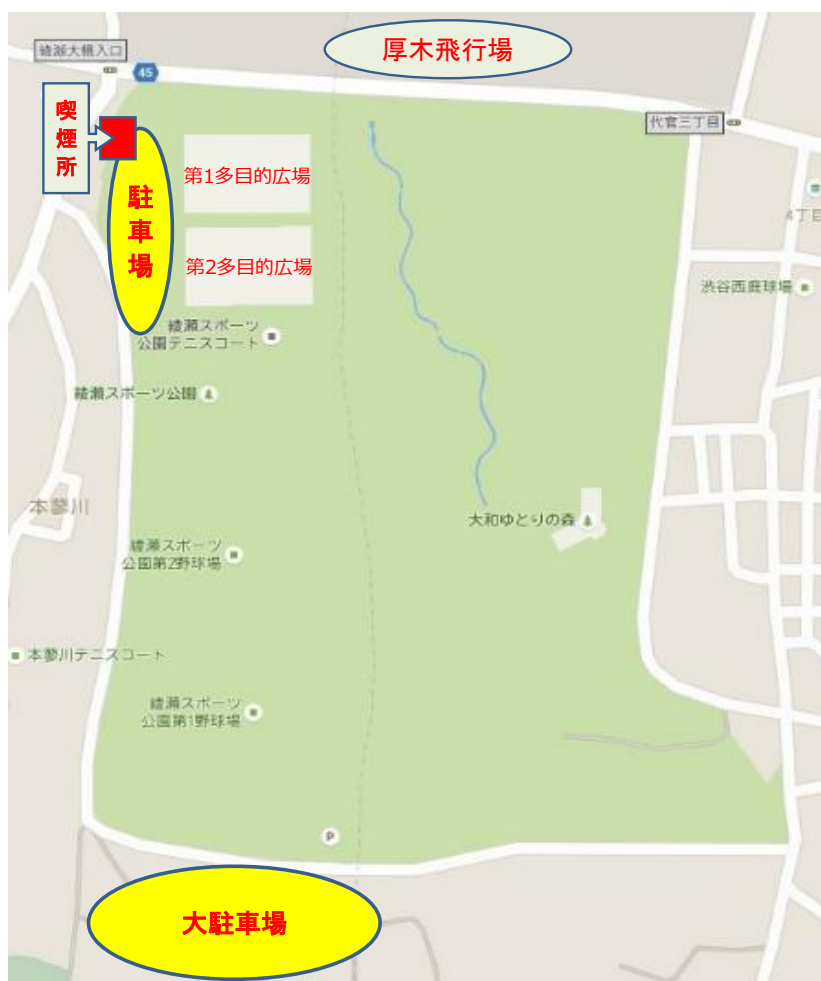 厚木飛行場
綾瀬大橋入口
45
代官三丁目
喫
煙
所
駐
車
場
第1多目的広場
4丁目
第2多目的広場
渋谷西庭球場
綾瀬スポーツ
公園テニスコート
綾瀬スポーツ公園
本蓼川
大和ゆとりの森
綾瀬スポーツ
公園第2野球場
本蓼川テニスコート
綾瀬スポーツ
公園第1野球場
P
大駐車場